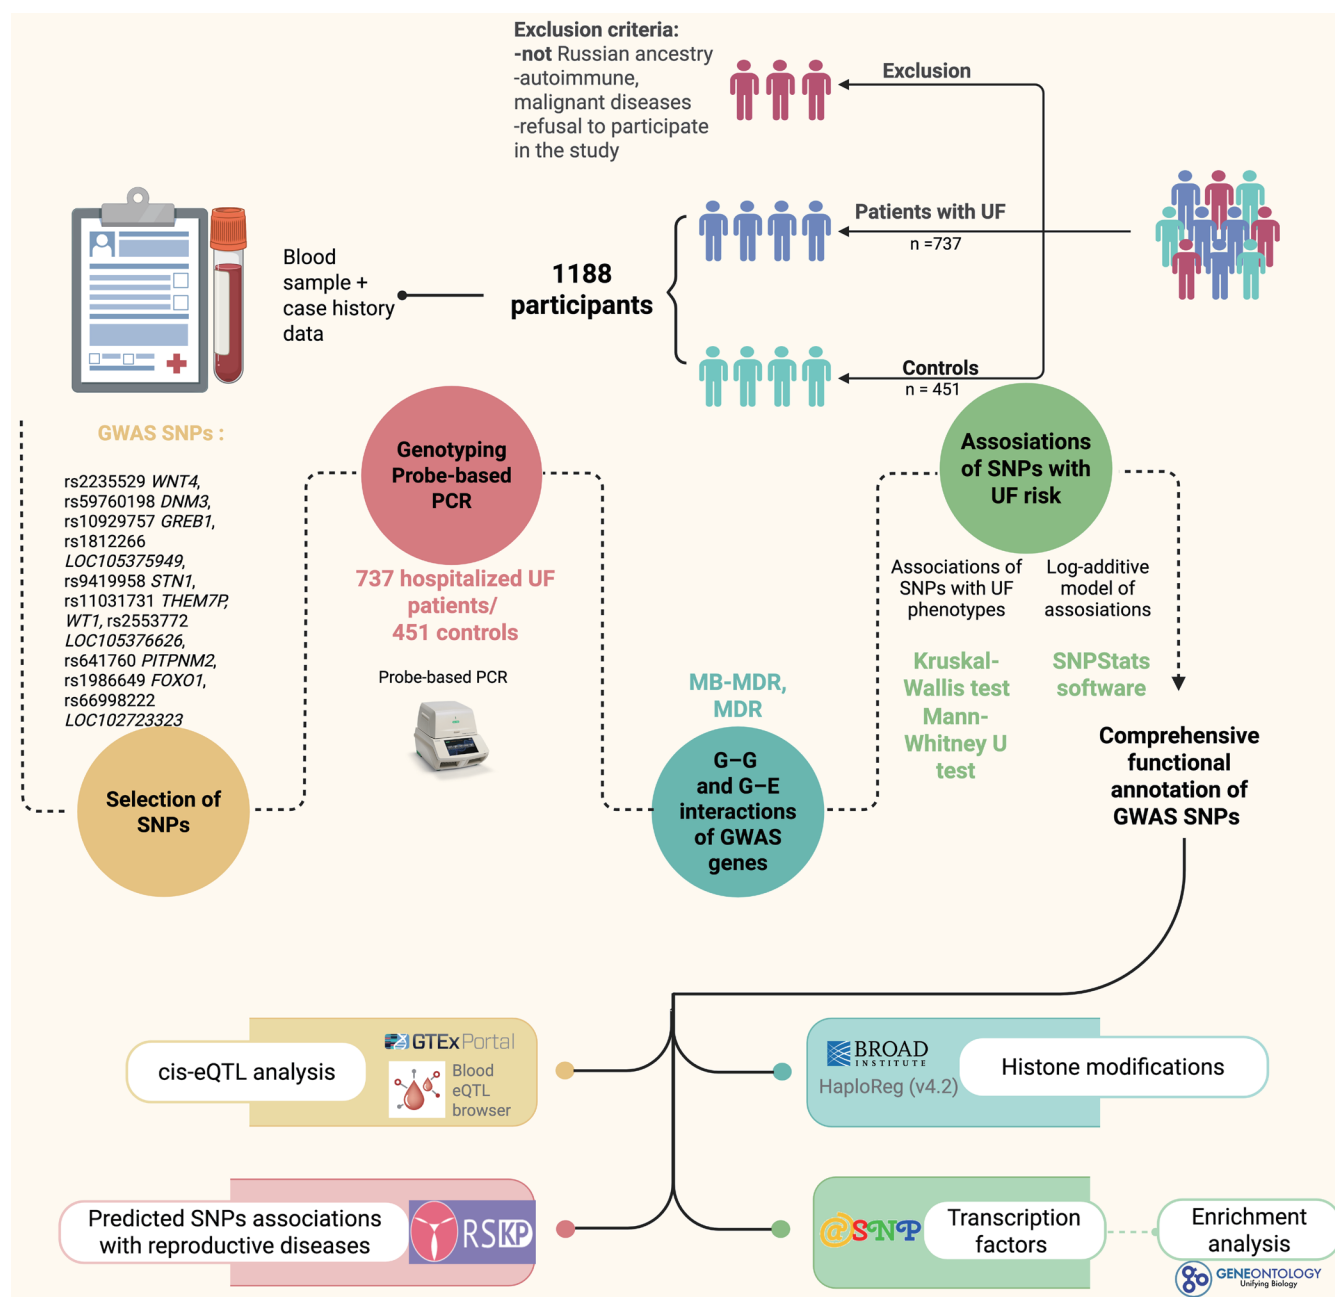 Exclusion criteria:
-not Russian ancestry
-autoimmune,
malignant diseases
-refusal to participate
in the study
Exclusion
Patients with UF
n =737
Controls
n = 451
1188
participants
Blood
sample +
case history
data
GWAS SNPs :
rs2235529 WNT4,
rs59760198 DNM3,
rs10929757 GREB1,
rs1812266
LOC105375949,
rs9419958 STN1,
rs11031731 THEM7P,
WT1, rs2553772
LOC105376626,
rs641760 PITPNM2,
rs1986649 FOXO1,
rs66998222
LOC102723323
Selection of
SNPs
Genotyping
Probe-based
PCR
737 hospitalized UF
patients/
451 controls
Probe-based PCR
MB-MDR,
MDR
G–G
and G–E
interactions
of GWAS
genes
Assosiations
of SNPs with
UF risk
Associations of
SNPs with UF
phenotypes
Kruskal-
Wallis test
Mann-
Whitney U
test
Log-additive
model of
assosiations
SNPStats
software
Comprehensive
functional
annotation of
GWAS SNPs
cis-eQTL analysis
GTExPortal
Blood
eQTL
browser
BROAD
INSTITUTE
HaploReg (v4.2)
Histone modifications
Predicted SNPs associations
with reproductive diseases
RSKP
@SNP
Transcription
factors
Enrichment
analysis
GENEONTOLOGY
Unifying Biology